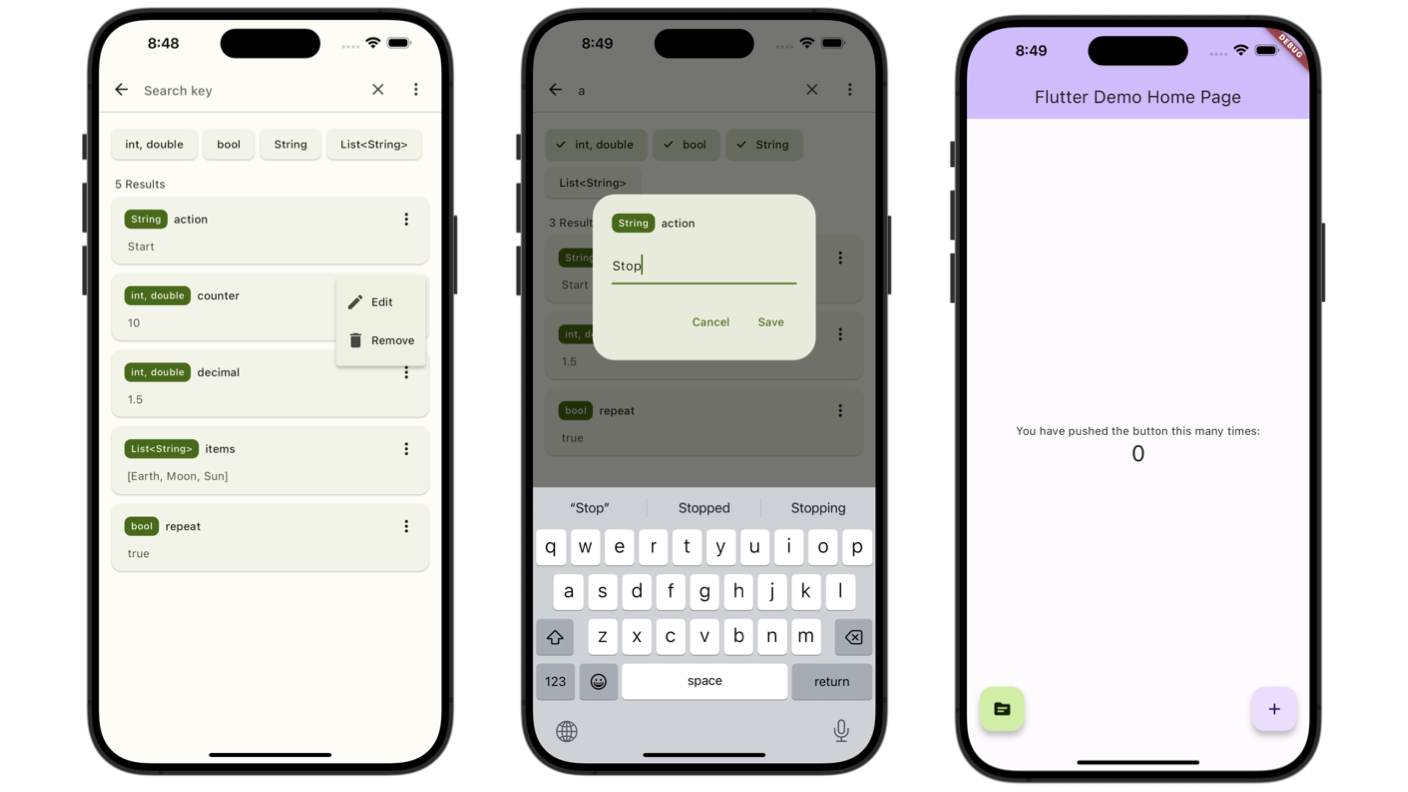 8:48
Search key
int, double
bool
String
List<String>
5 Results
String action
Start
int, double counter
10
Edit
Remove
int, double decimal
1.5
List<String> items
[Earth, Moon, Sun]
bool repeat
true
8:49
a
int, double
bool
String
List<String>
3 Result
String
Start
int, d
1.5
bool repeat
true
String action
Stop
Cancel
Save
“Stop”
Stopped
Stopping
q w e r t y u i o p
a s d f g h j k l
z x c v b n m
123
space
return
8:49
DEBUG
Flutter Demo Home Page
You have pushed the button this many times:
0